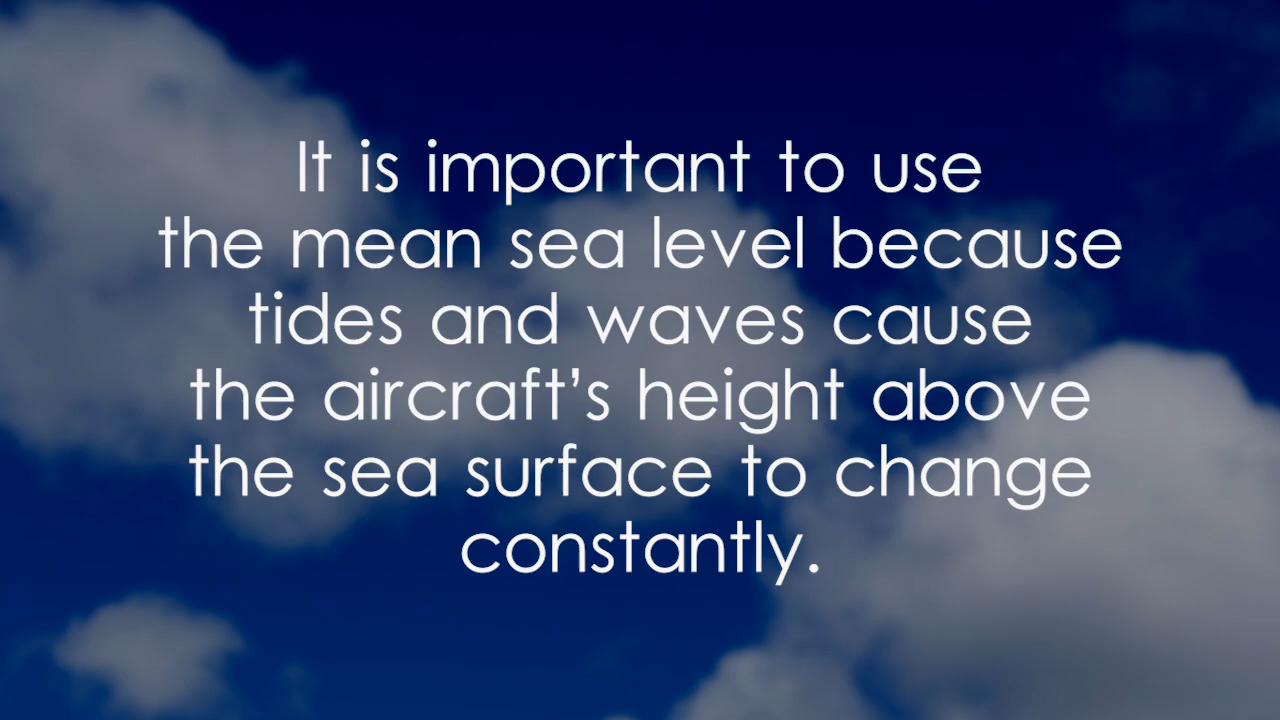 It is important to use
the mean sea level because
tides and waves cause
the aircraft’s height above
the sea surface to change
constantly.